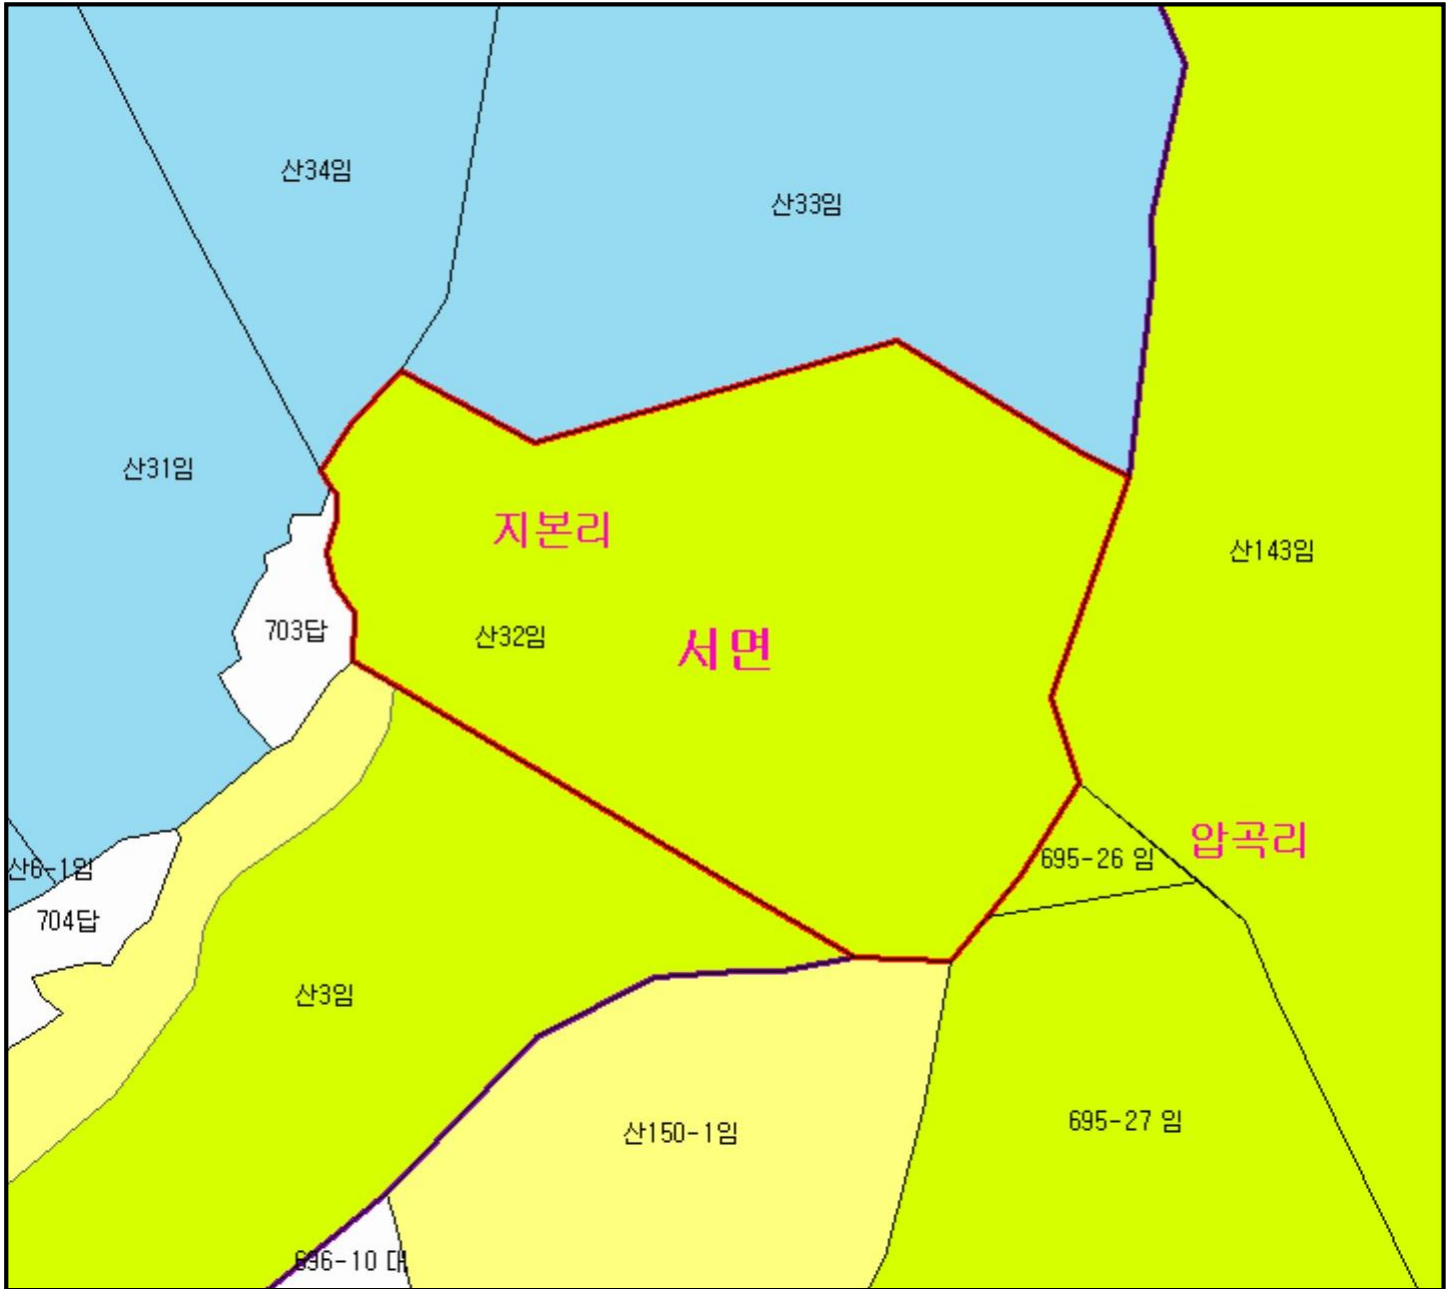 산34임
산33임
산31임
지본리
산143임
703답
산32임
서면
압곡리
695-26 임
산6-1임
704답
산3임
695-27 임
산150-1임
696-10 대